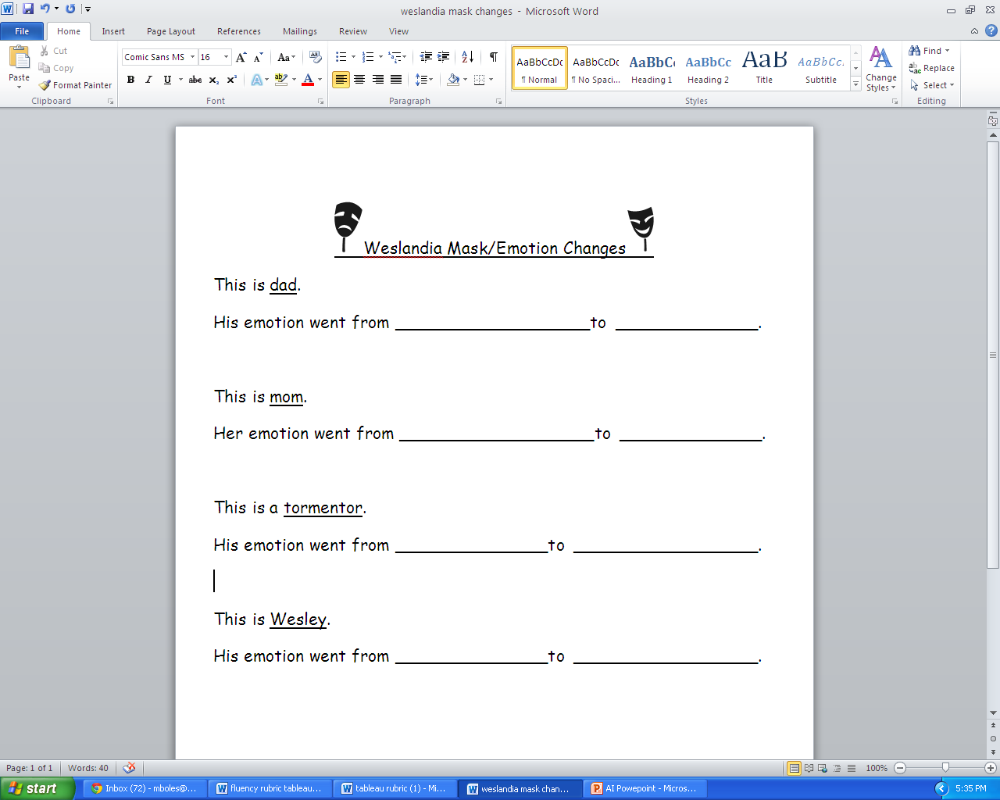 weslandia mask changes - Microsoft Word
File Home Insert Page Layout References Mailings Review View
Paste
Cut
Copy
Format Painter
Clipboard
Comic Sans MS 16
Font
Paragraph
AaBbCcDc AaBbCcDc AaBbCc AaBbCc AaB AaBbCc.
¶ Normal ¶ No Spaci... Heading 1 Heading 2 Title Subtitle
Change Styles
Styles
Find
Replace
Select
Editing
Weslandia Mask/Emotion Changes
This is dad.
His emotion went from ____________________to _______________.
This is mom.
Her emotion went from ____________________to _______________.
This is a tormentor.
His emotion went from ________________to ___________________.
This is Wesley.
His emotion went from ________________to ___________________.
Page: 1 of 1 Words: 40 100%
start Inbox (72) - mboles@... fluency rubric tableau... tableau rubric (1) - Mi... weslandia mask chan... AI Powepoint - Micros... 5:35 PM